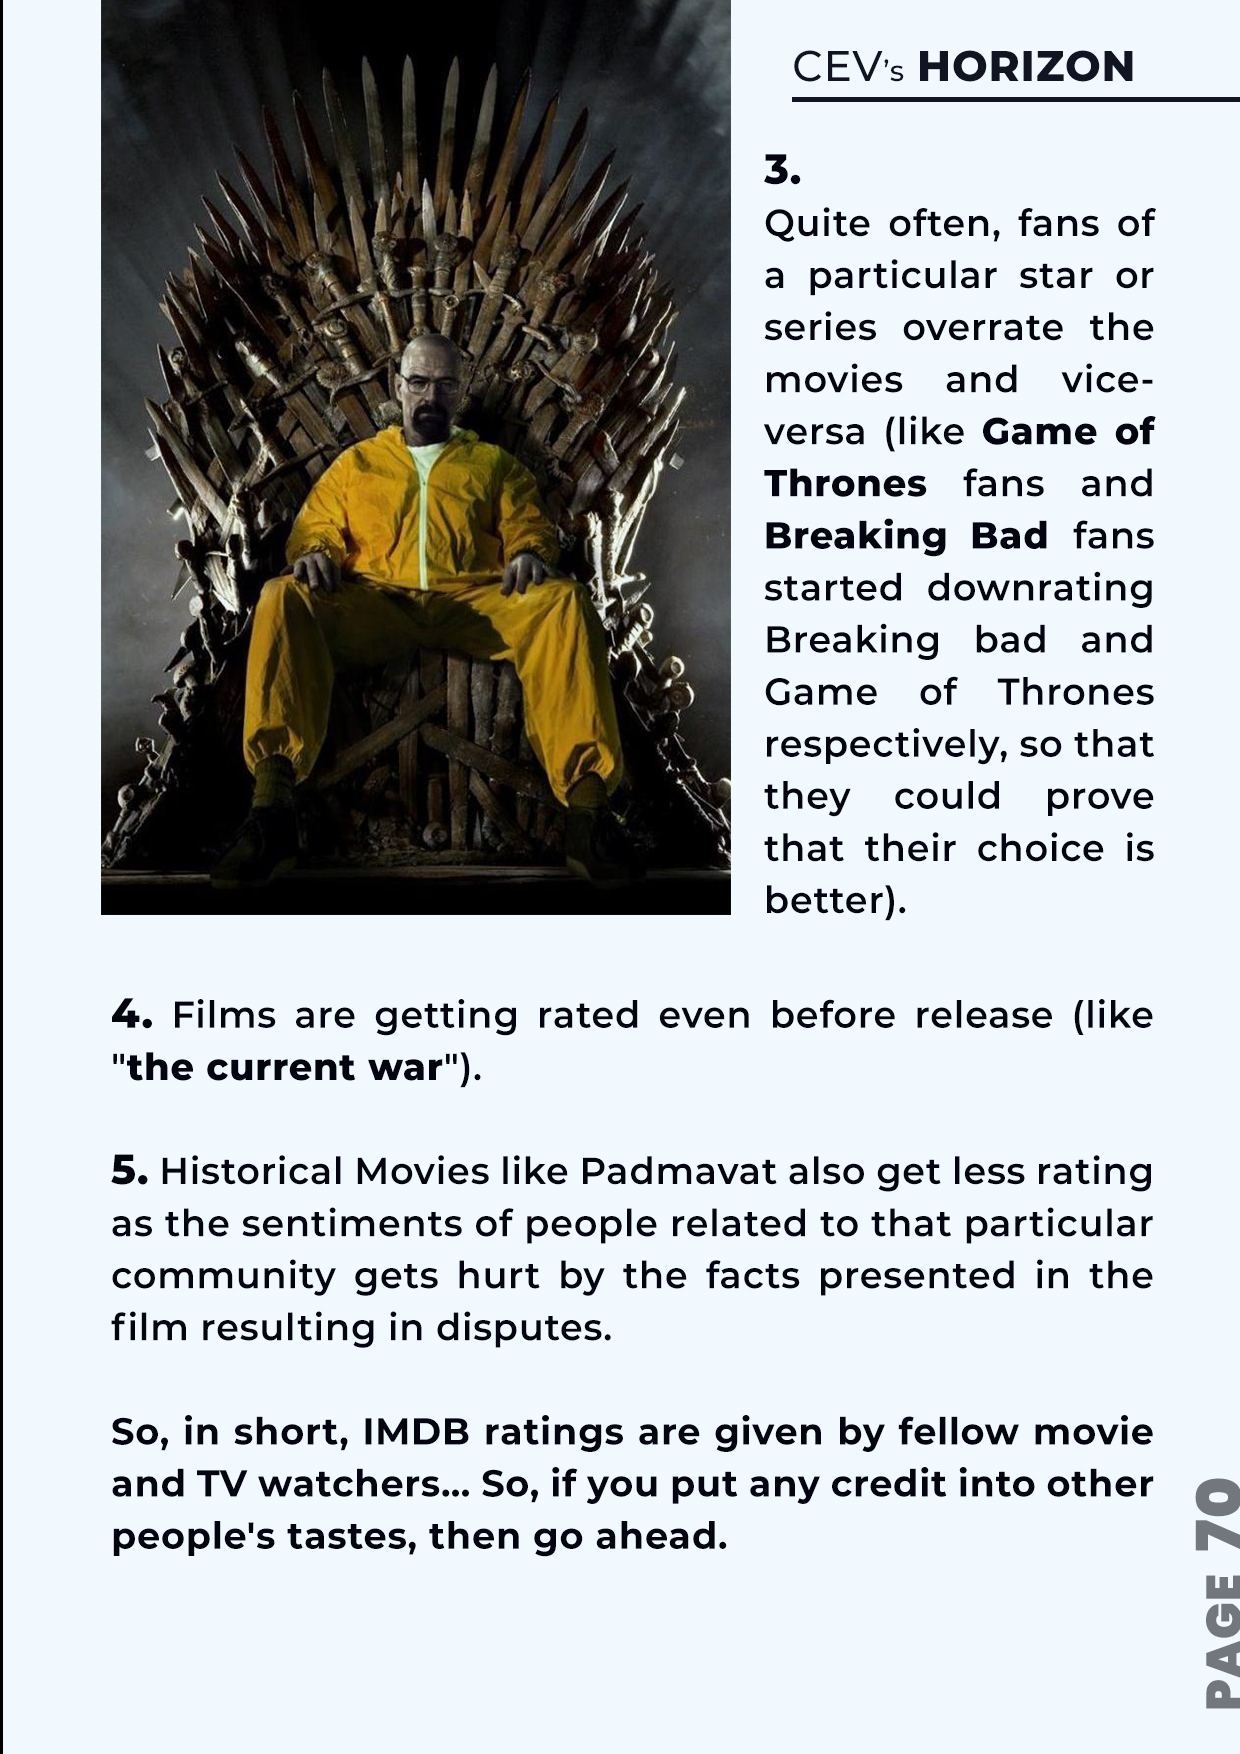 CEV's HORIZON
3.
Quite often, fans of
a particular star or
series overrate the
movies and vice-
versa (like Game of
Thrones fans and
Breaking Bad fans
started downrating
Breaking bad and
Game of Thrones
respectively, so that
they could prove
that their choice is
better).
4. Films are getting rated even before release (like
"the current war").
5. Historical Movies like Padmavat also get less rating
as the sentiments of people related to that particular
community gets hurt by the facts presented in the
film resulting in disputes.
So, in short, IMDB ratings are given by fellow movie
and TV watchers... So, if you put any credit into other
people's tastes, then go ahead.
PAGE 70